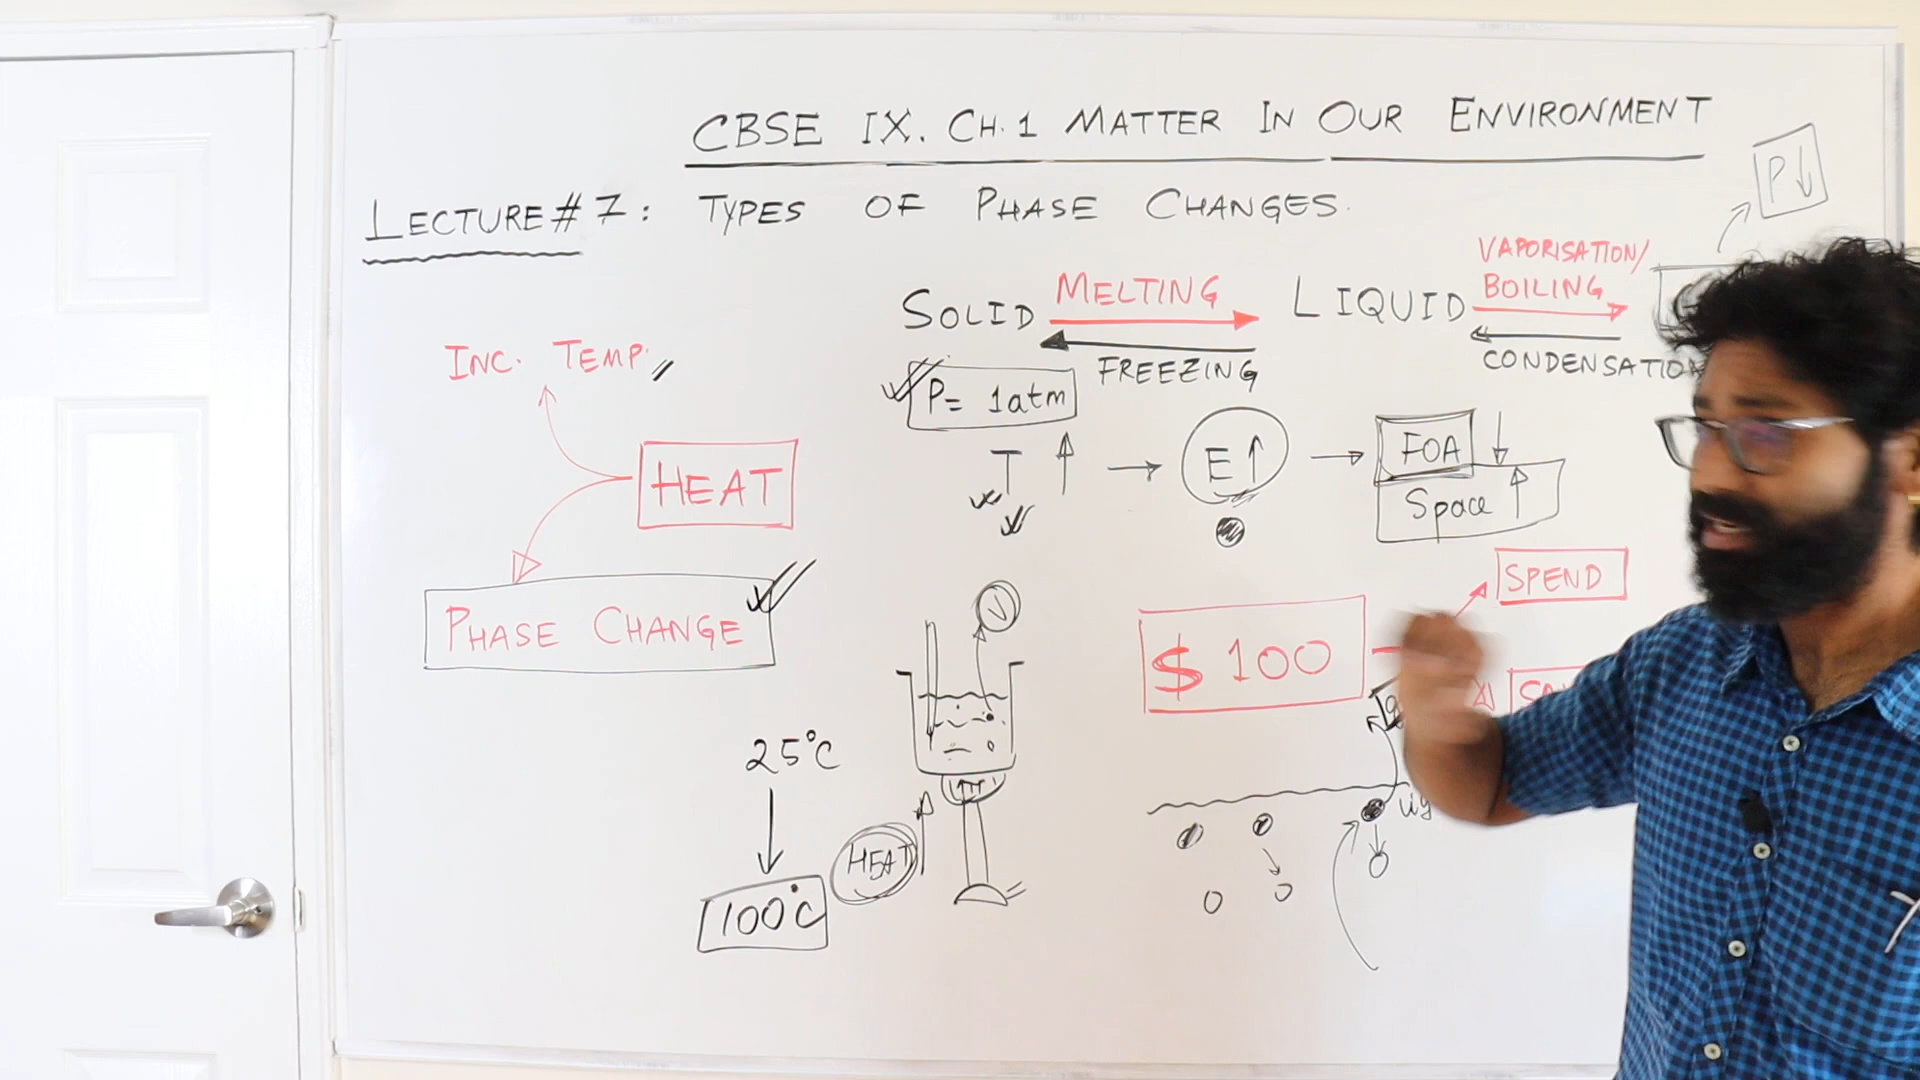 CBSE IX. CH.1 MATTER IN OUR ENVIRONMENT
LECTURE #7: TYPES OF PHASE CHANGES.
P↓
SOLID
MELTING
FREEZING
LIQUID
VAPORISATION/
BOILING
CONDENSATION
INC. TEMP.
HEAT
PHASE CHANGE
P= 1atm
T ↑ → E↑ → FOA ↓
Space ↑
$ 100
SPEND
V
25°C
100°C
HEAT